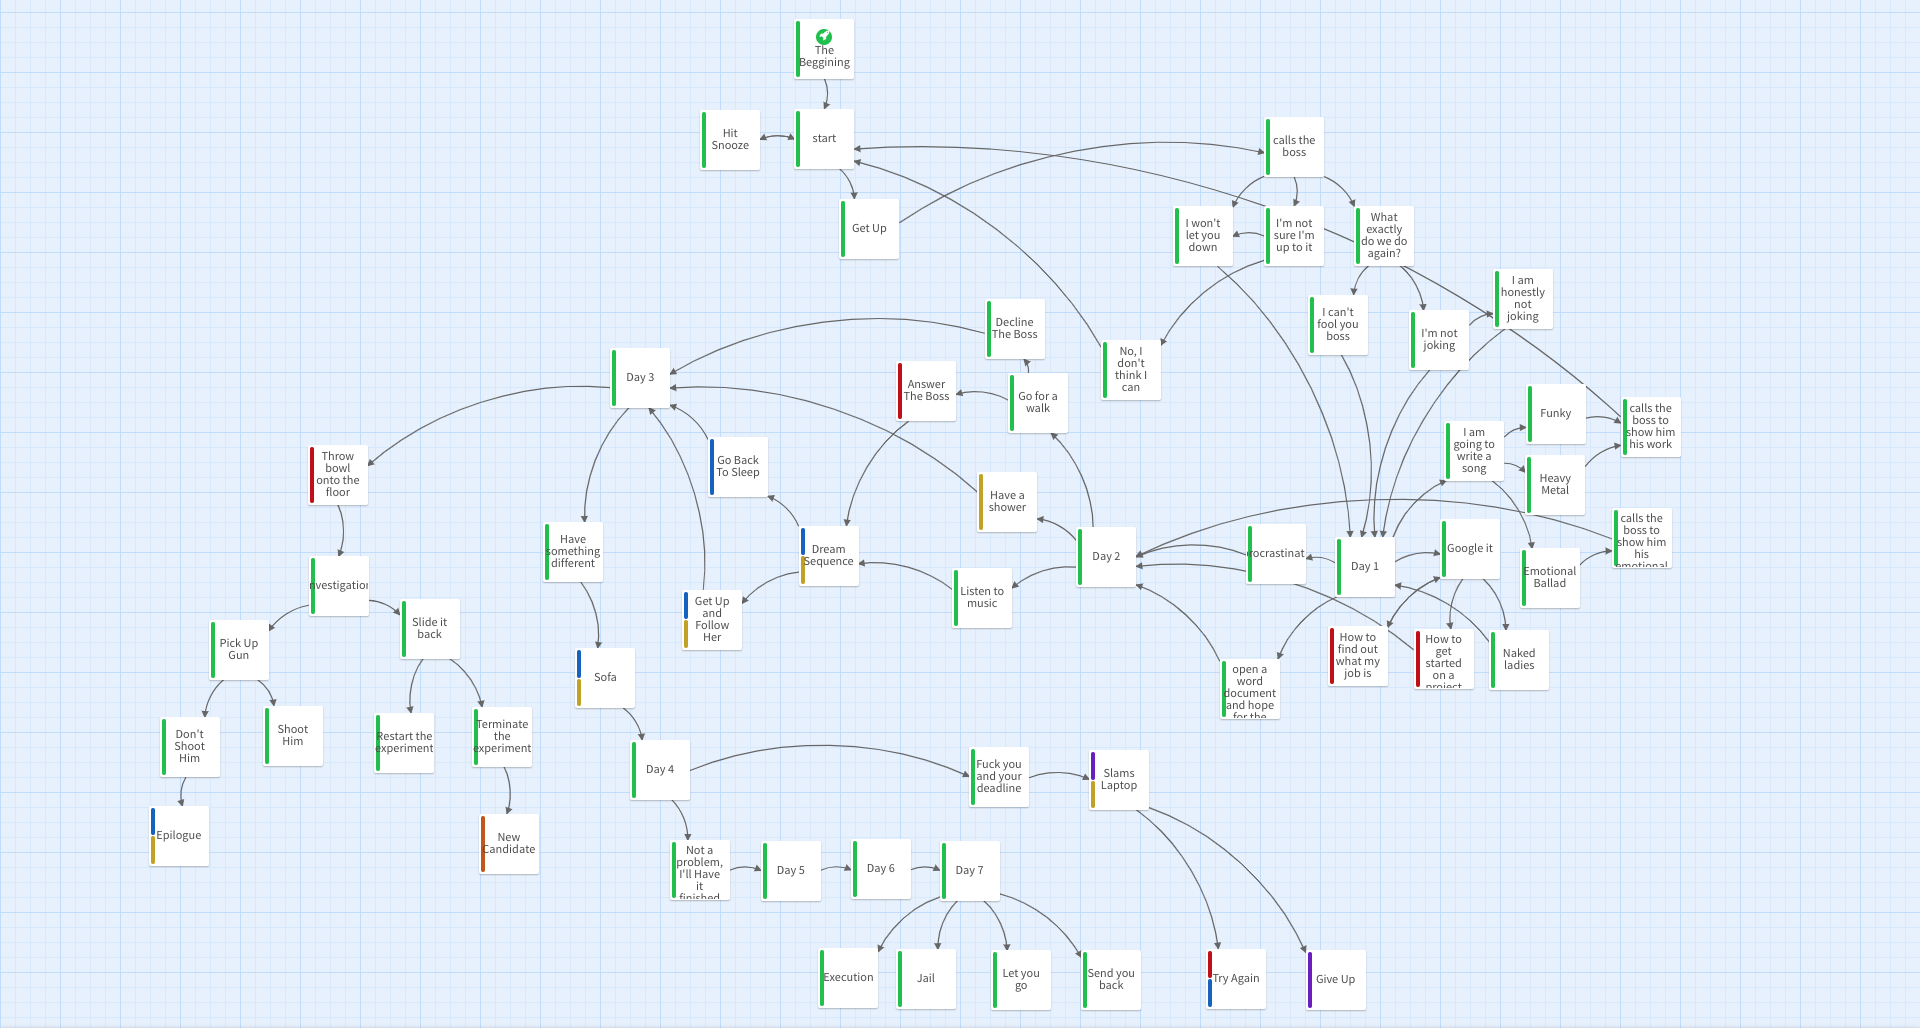 The
Beggining
Hit
Snooze
start
calls the
boss
Get Up
I won't
let you
down
I'm not
sure I'm
up to it
What
exactly
do we do
again?
I am
honestly
not
joking
I can't
fool you
boss
I'm not
joking
Decline
The Boss
No, I
don't
think I
can
Day 3
Answer
The Boss
Go for a
walk
Funky
calls the
boss to
show him
his work
I am
going to
write a
song
Heavy
Metal
Throw
bowl
onto the
floor
Go Back
To Sleep
Have a
shower
Have
something
different
Dream
Sequence
Day 2
rocrastinat
Day 1
Google it
calls the
boss to
show him
his
emotional
Emotional
Ballad
nvestigation
Listen to
music
Get Up
and
Follow
Her
Slide it
back
Pick Up
Gun
Sofa
open a
word
document
and hope
for the
How to
find out
what my
job is
How to
get
started
on a
project
Naked
ladies
Don't
Shoot
Him
Shoot
Him
Restart the
experiment
Terminate
the
experiment
Day 4
Fuck you
and your
deadline
Slams
Laptop
Epilogue
New
Candidate
Not a
problem,
I'll Have
it
finished
Day 5
Day 6
Day 7
Execution
Jail
Let you
go
Send you
back
Try Again
Give Up